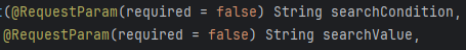 (@RequestParam(required = false) String searchCondition,
@RequestParam(required = false) String searchValue,